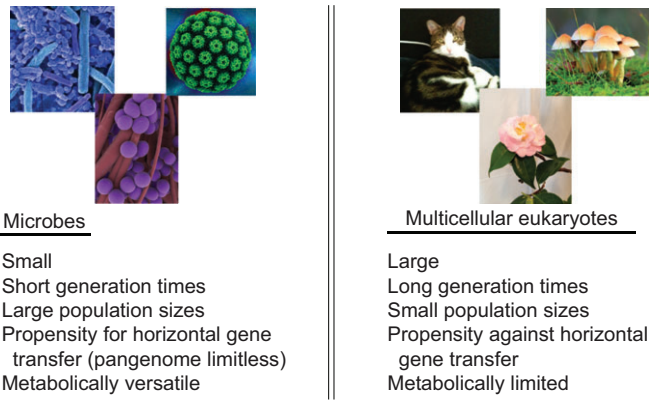 Microbes
Small
Short generation times
Large population sizes
Propensity for horizontal gene
transfer (pangenome limitless)
Metabolically versatile
Multicellular eukaryotes
Large
Long generation times
Small population sizes
Propensity against horizontal
gene transfer
Metabolically limited